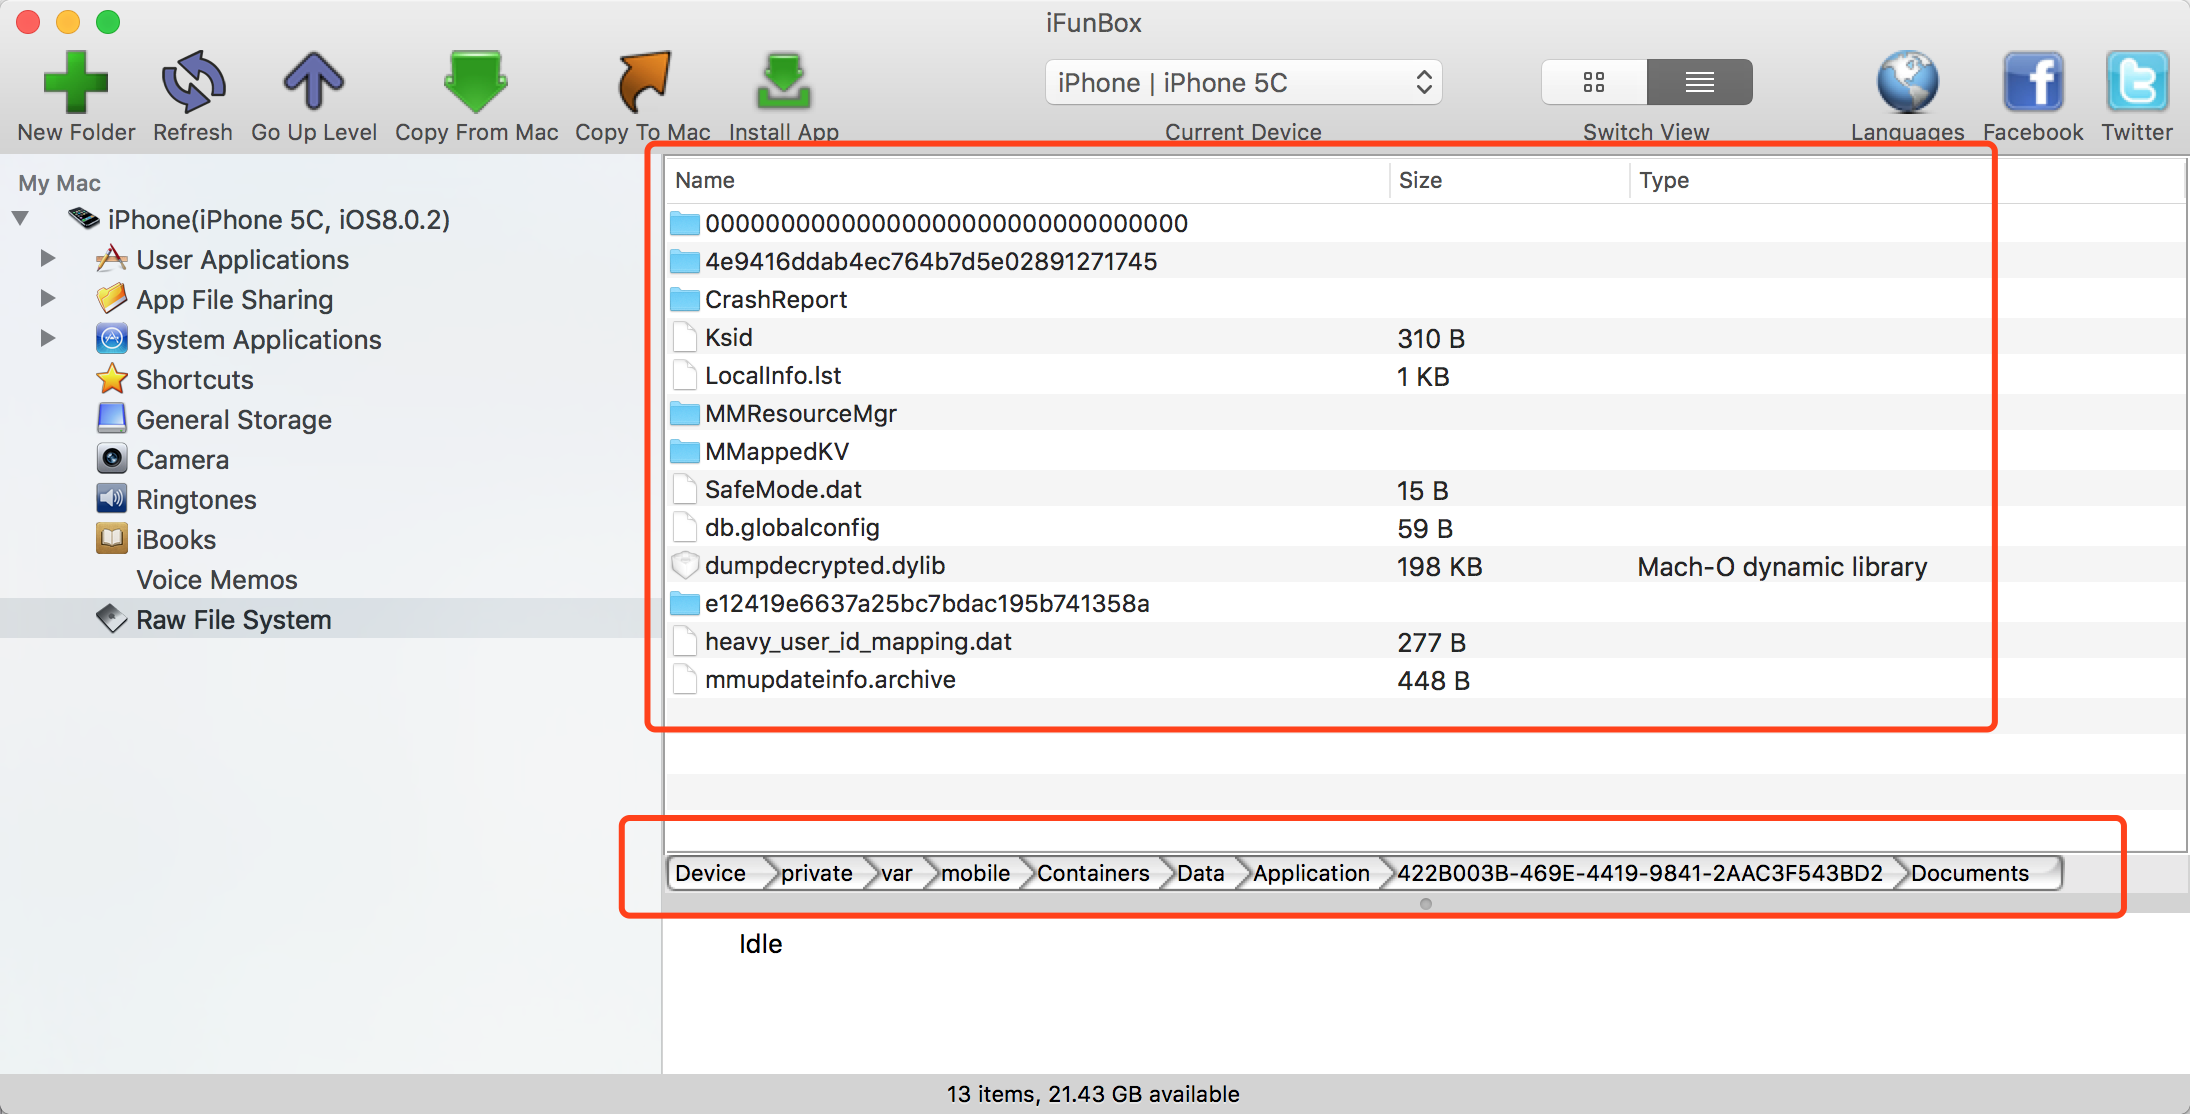 iFunBox
New Folder
Refresh
Go Up Level
Copy From Mac
Copy To Mac
Install App
iPhone | iPhone 5C
Current Device
Switch View
Languages
Facebook
Twitter
My Mac
iPhone(iPhone 5C, iOS8.0.2)
User Applications
App File Sharing
System Applications
Shortcuts
General Storage
Camera
Ringtones
iBooks
Voice Memos
Raw File System
Name Size Type
00000000000000000000000000000000
4e9416ddab4ec764b7d5e02891271745
CrashReport
Ksid 310 B
LocalInfo.lst 1 KB
MMResourceMgr
MMappedKV
SafeMode.dat 15 B
db.globalconfig 59 B
dumpdecrypted.dylib 198 KB Mach-O dynamic library
e12419e6637a25bc7bdac195b741358a
heavy_user_id_mapping.dat 277 B
mmupdateinfo.archive 448 B
Device private var mobile Containers Data Application 422B003B-469E-4419-9841-2AAC3F543BD2 Documents
Idle
13 items, 21.43 GB available